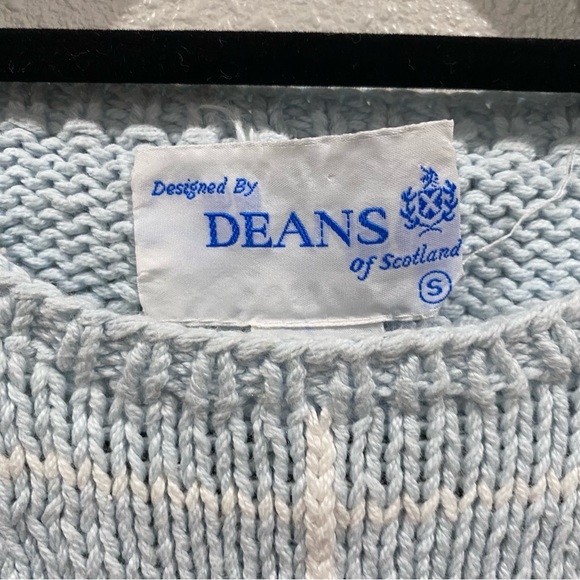 Designed By
DEANS
of Scotland
S